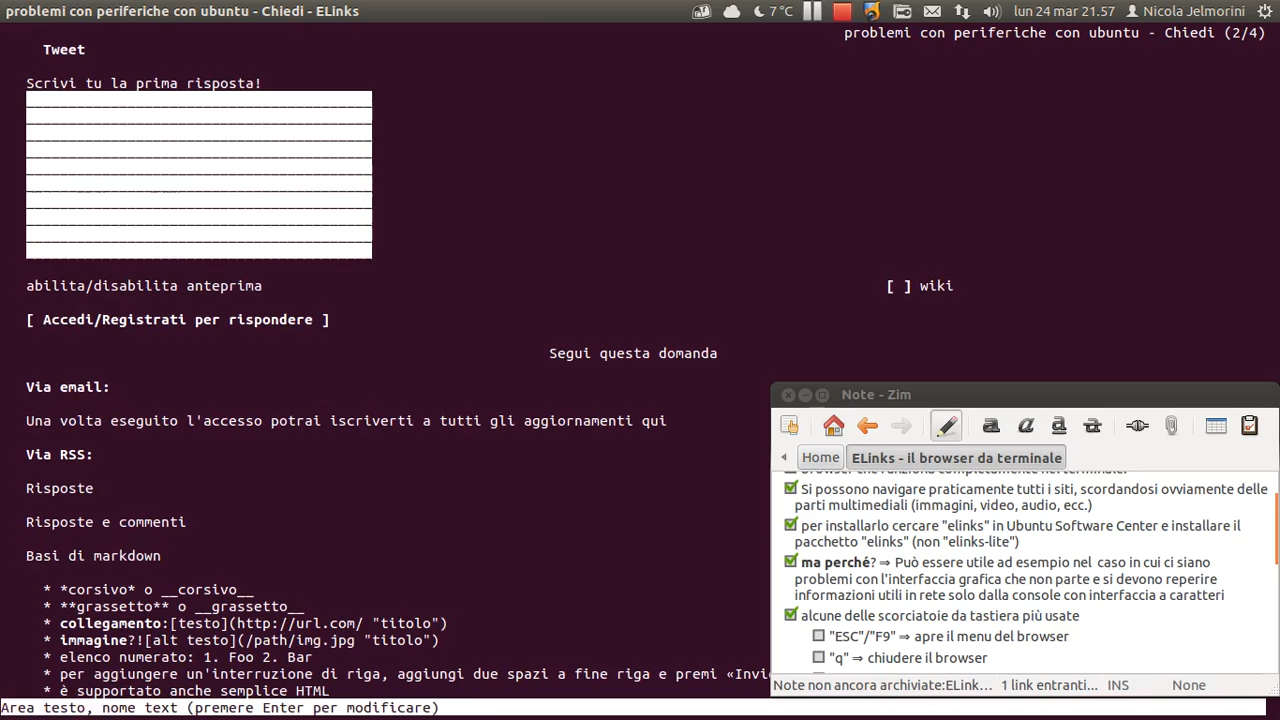 problemi con periferiche con ubuntu - Chiedi - ELinks
7 °C
lun 24 mar 21.57
Nicola Jelmorini
problemi con periferiche con ubuntu - Chiedi (2/4)
Tweet
Scrivi tu la prima risposta!
abilita/disabilita anteprima
[ ] wiki
[ Accedi/Registrati per rispondere ]
Segui questa domanda
Via email:
Una volta eseguito l'accesso potrai iscriverti a tutti gli aggiornamenti qui
Via RSS:
Risposte
Risposte e commenti
Basi di markdown
* *corsivo* o __corsivo__
* **grassetto** o __grassetto__
* collegamento:[testo](http://url.com/ "titolo")
* immagine?![alt testo](/path/img.jpg "titolo")
* elenco numerato: 1. Foo 2. Bar
* per aggiungere un'interruzione di riga, aggiungi due spazi a fine riga e premi «Invi
* è supportato anche semplice HTML
Area testo, nome text (premere Enter per modificare)
Note - Zim
Home
ELinks - il browser da terminale
browser che funziona completamente nel terminale.
Si possono navigare praticamente tutti i siti, scordandosi ovviamente delle
parti multimediali (immagini, video, audio, ecc.)
per installarlo cercare "elinks" in Ubuntu Software Center e installare il
pacchetto "elinks" (non "elinks-lite")
ma perché? ⇒ Può essere utile ad esempio nel caso in cui ci siano
problemi con l'interfaccia grafica che non parte e si devono reperire
informazioni utili in rete solo dalla console con interfaccia a caratteri
alcune delle scorciatoie da tastiera più usate
"ESC"/"F9" ⇒ apre il menu del browser
"q" ⇒ chiudere il browser
Note non ancora archiviate:ELink...
1 link entranti...
INS
None